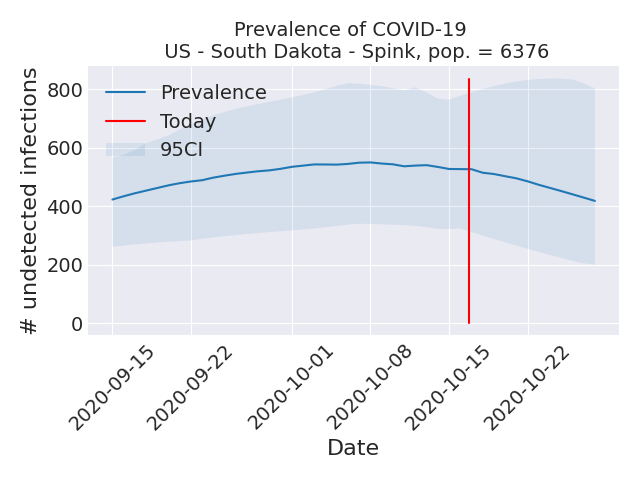 Prevalence of COVID-19
US - South Dakota - Spink, pop. = 6376
# undetected infections
800
600
400
200
0
Prevalence
Today
95CI
2020-09-15
2020-09-22
2020-10-01
2020-10-08
2020-10-15
2020-10-22
Date